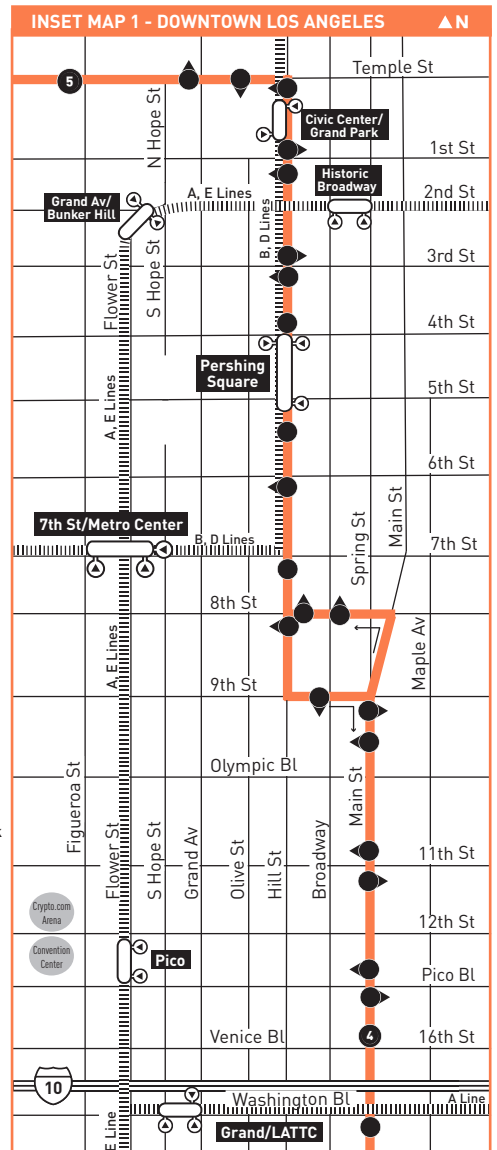 INSET MAP 1 - DOWNTOWN LOS ANGELES
N
Temple St
5
N Hope St
Civic Center/
Grand Park
1st St
Historic
Broadway
2nd St
A, E Lines
Grand Av/
Bunker Hill
B, D Lines
Flower St
S Hope St
3rd St
4th St
Pershing
Square
5th St
A, E Lines
6th St
Main St
7th St/Metro Center
B, D Lines
7th St
Spring St
8th St
A, E Lines
Maple Av
9th St
Olympic Bl
Figueroa St
Flower St
S Hope St
Grand Av
Olive St
Hill St
Broadway
Main St
11th St
Crypto.com
Arena
12th St
Convention
Center
Pico
Pico Bl
4
Venice Bl
16th St
10
Washington Bl
A Line
E Line
Grand/LATTC